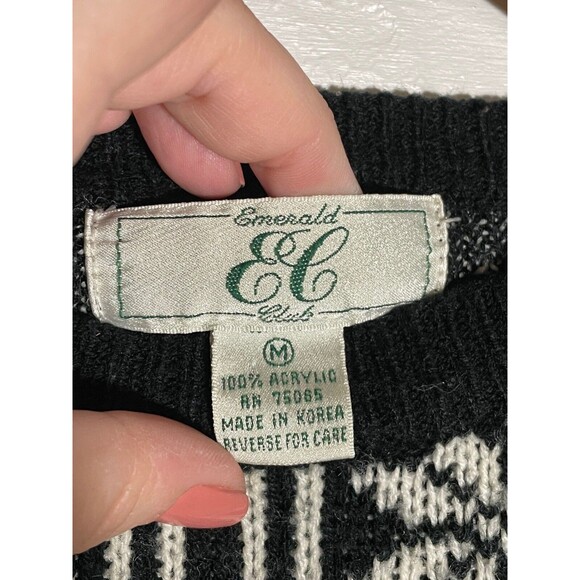 Emerald
EC
Club
M
100% ACRYLIC
RN 75065
MADE IN KOREA
REVERSE FOR CARE